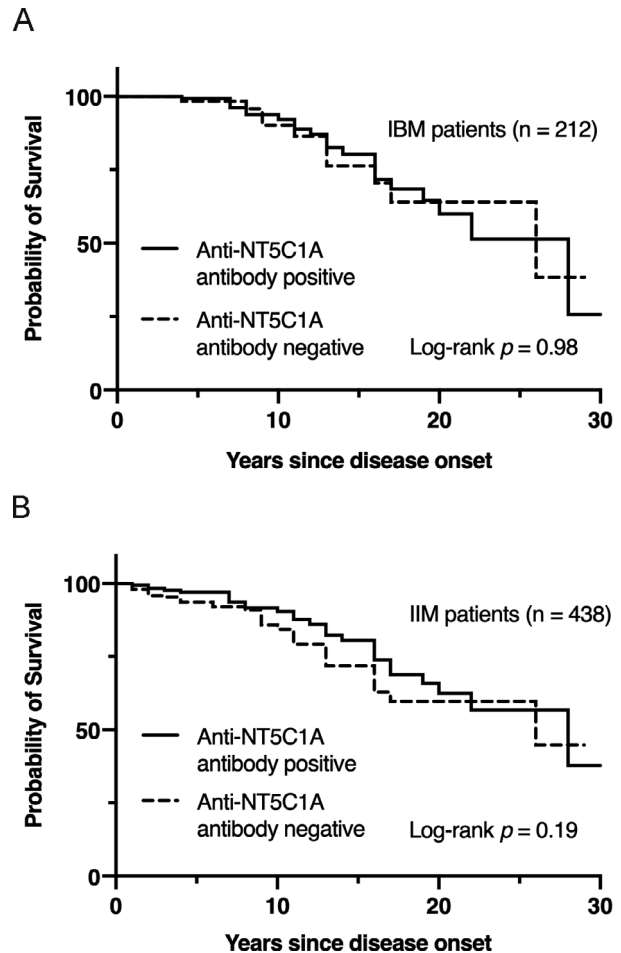 A
Probability of Survival
100
50
0
IBM patients (n = 212)
Anti-NT5C1A
antibody positive
Anti-NT5C1A
antibody negative
Log-rank p = 0.98
0 10 20 30
Years since disease onset
B
Probability of Survival
100
50
0
IIM patients (n = 438)
Anti-NT5C1A
antibody positive
Anti-NT5C1A
antibody negative
Log-rank p = 0.19
0 10 20 30
Years since disease onset